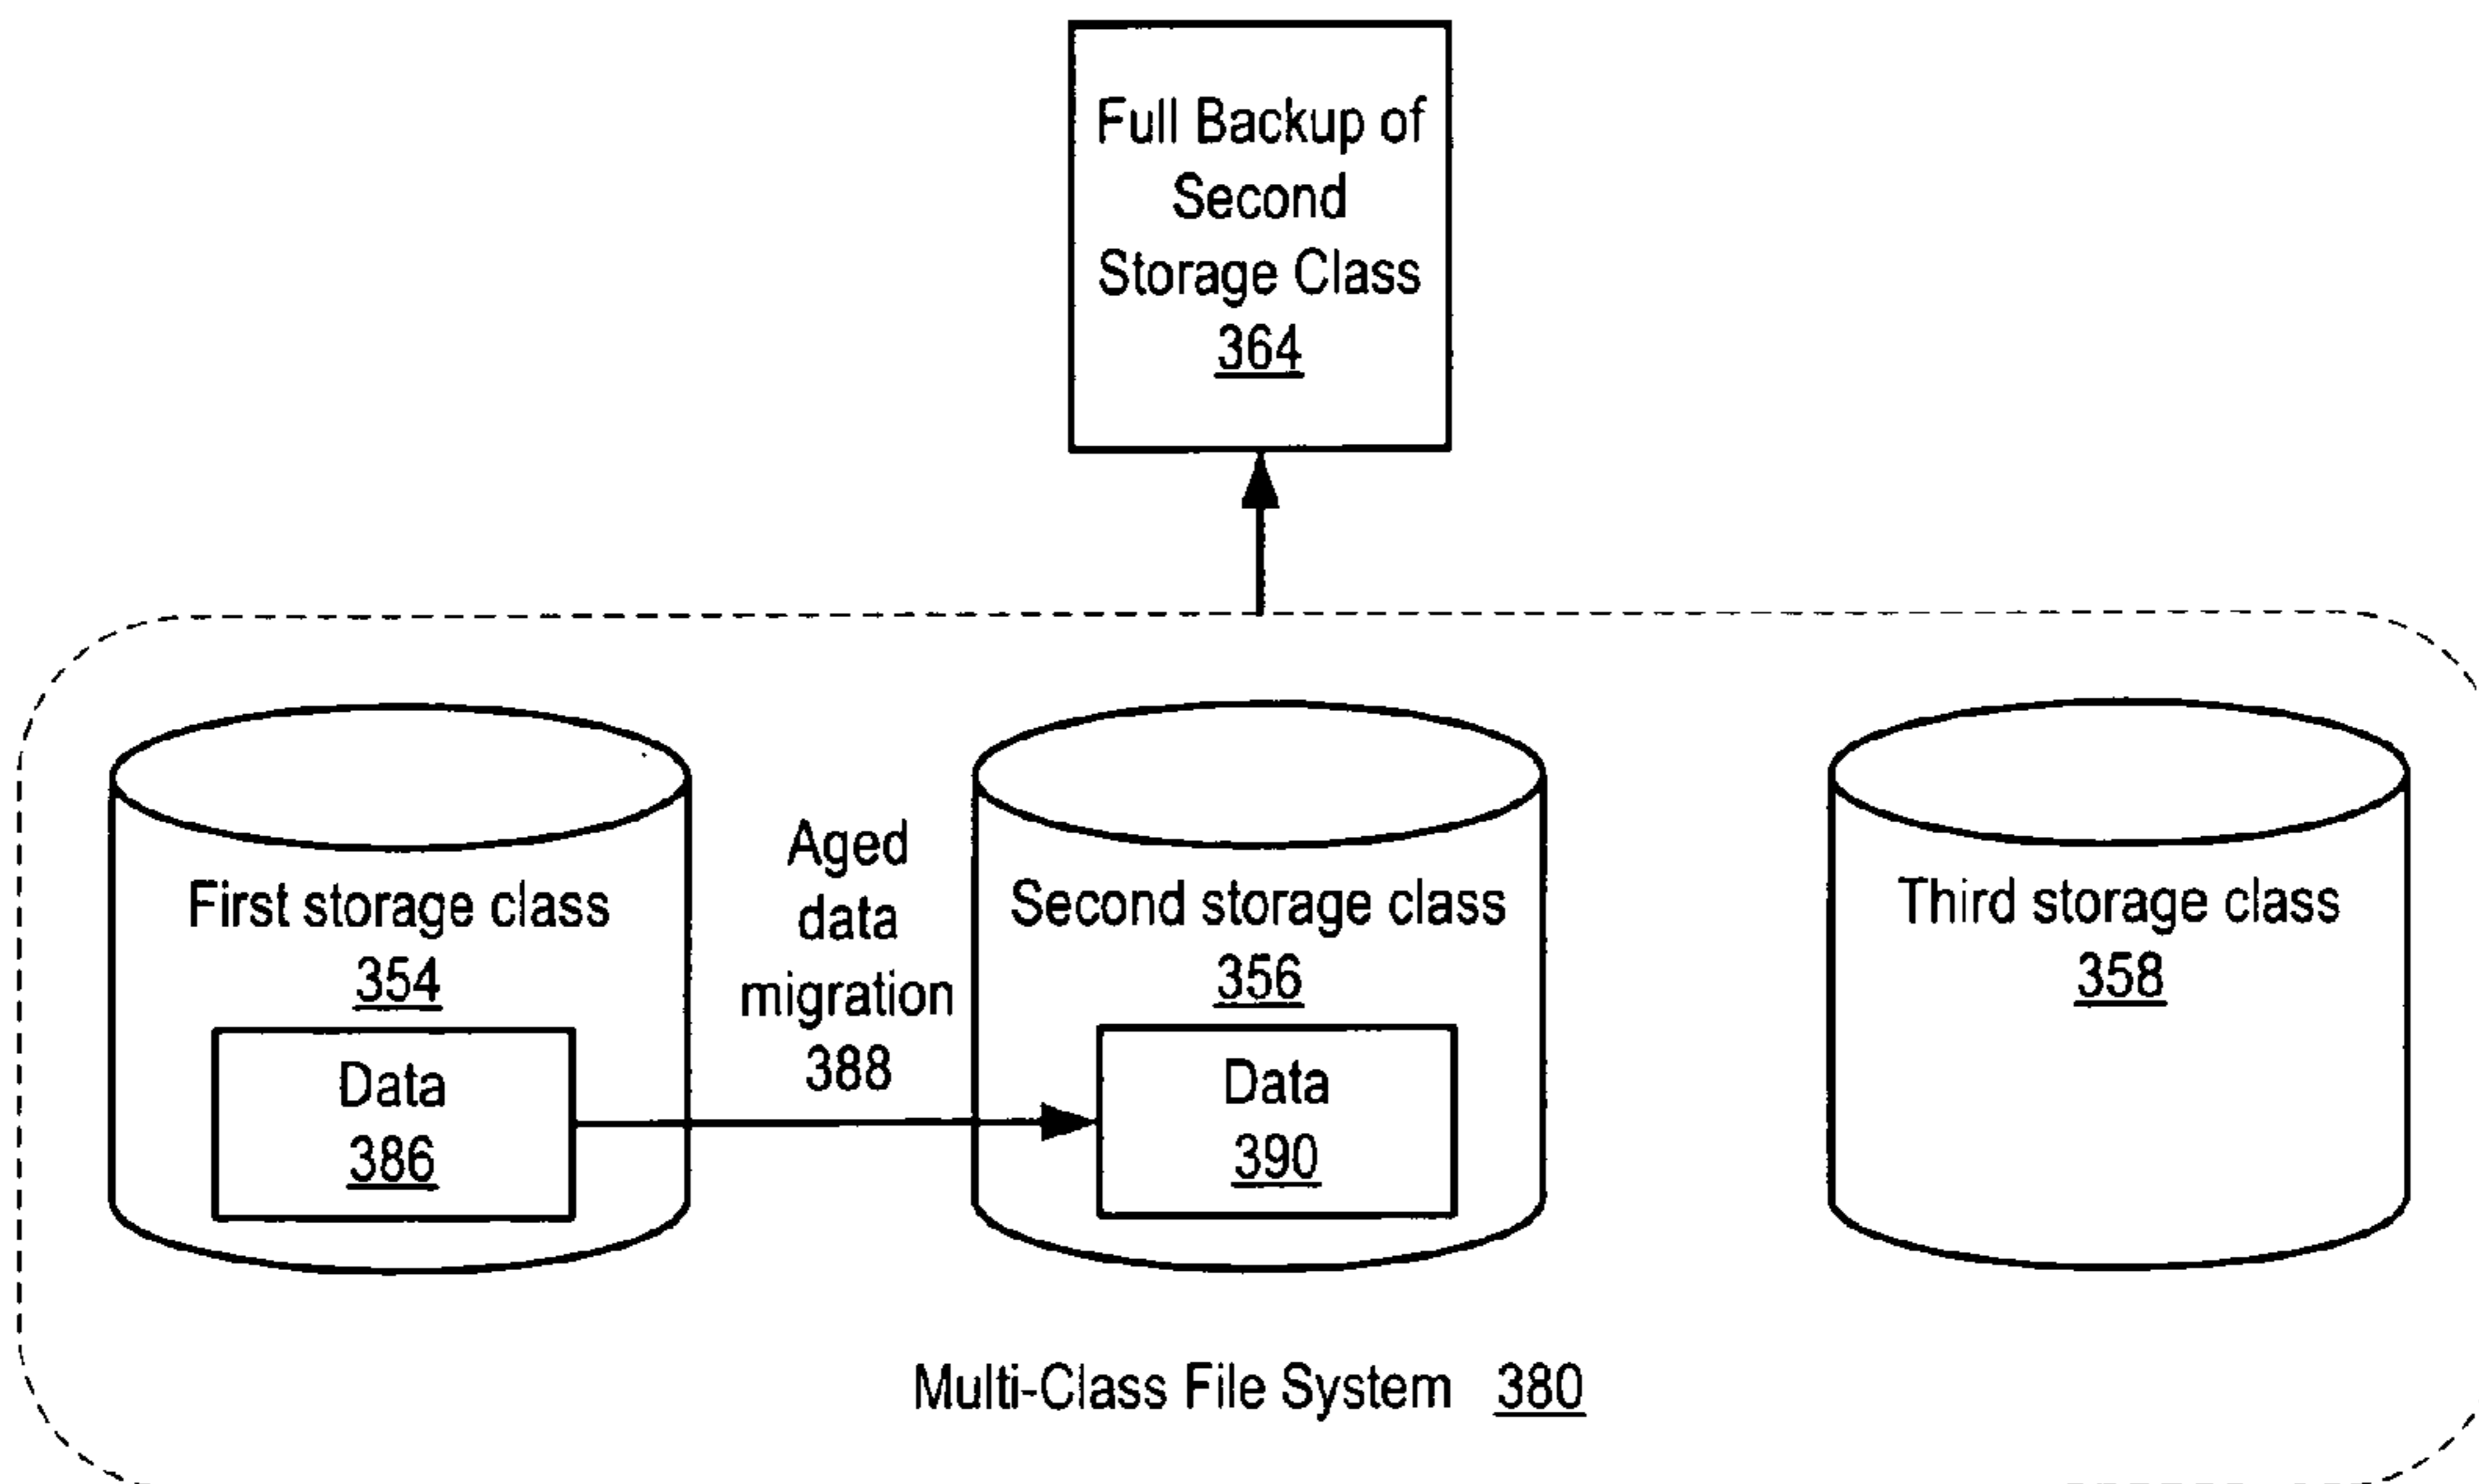 Full Backup of
Second
Storage Class
364
First storage class
354
Data
386
Aged
data
migration
388
Second storage class
356
Data
390
Third storage class
358
Multi-Class File System 380